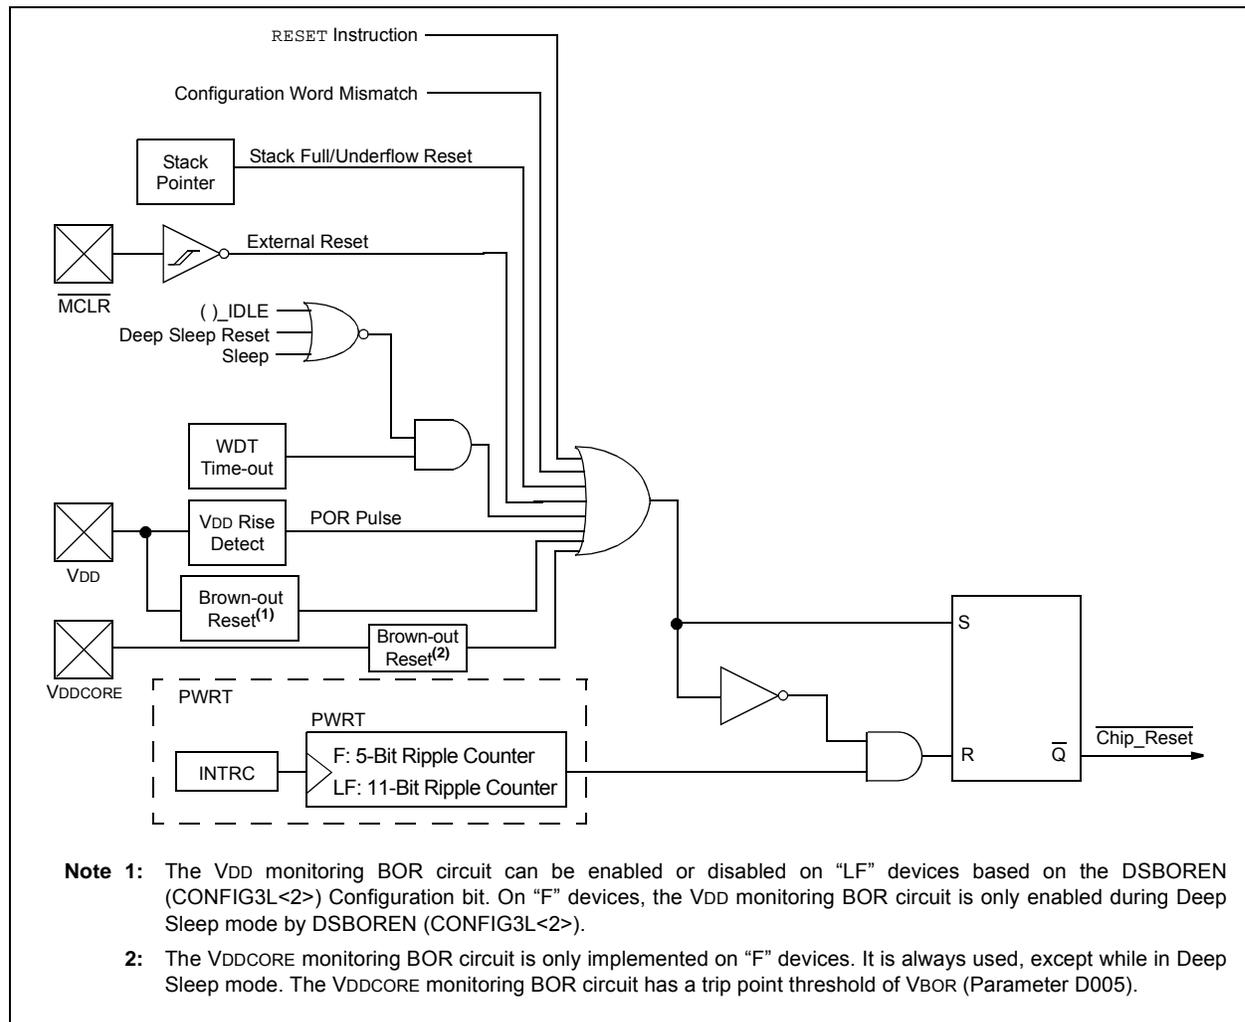 RESET Instruction
Configuration Word Mismatch
Stack
Pointer
Stack Full/Underflow Reset
External Reset
MCLR
( )_IDLE
Deep Sleep Reset
Sleep
WDT
Time-out
VDD Rise
Detect
POR Pulse
VDD
Brown-out
Reset(1)
Brown-out
Reset(2)
VDDCORE
PWRT
PWRT
INTRC
F: 5-Bit Ripple Counter
LF: 11-Bit Ripple Counter
S
R
Q
Chip_Reset
Note 1: The VDD monitoring BOR circuit can be enabled or disabled on “LF” devices based on the DSBOREN
(CONFIG3L<2>) Configuration bit. On “F” devices, the VDD monitoring BOR circuit is only enabled during Deep
Sleep mode by DSBOREN (CONFIG3L<2>).
2: The VDDCORE monitoring BOR circuit is only implemented on “F” devices. It is always used, except while in Deep
Sleep mode. The VDDCORE monitoring BOR circuit has a trip point threshold of VBOR (Parameter D005).